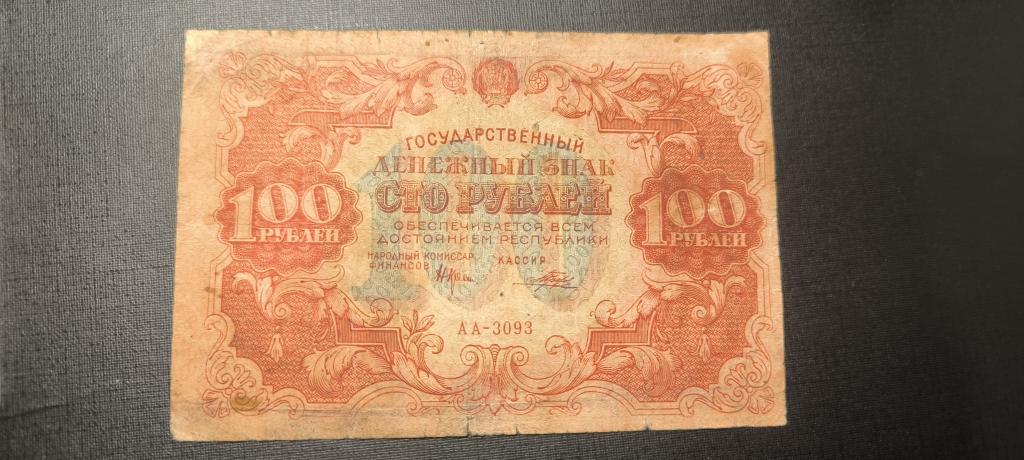 ГОСУДАРСТВЕННЫЙ
ДЕНЕЖНЫЙ ЗНАК
СТО РУБЛЕЙ
100
100 РУБЛЕЙ
100 РУБЛЕЙ
ОБЕСПЕЧИВАЕТСЯ ВСЕМ
ДОСТОЯНИЕМ РЕСПУБЛИКИ
НАРОДНЫЙ КОМИССАР
ФИНАНСОВ
КАССИР
АА-3093